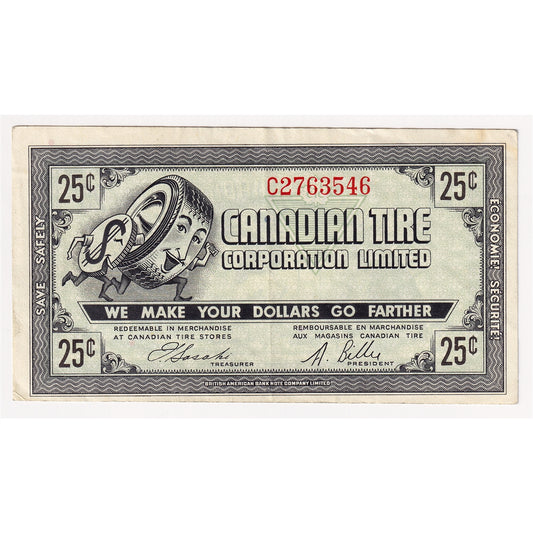 25¢
C2763546
25¢
CANADIAN TIRE
CORPORATION LIMITED
SAVE SAFELY
ECONOMIE! SÉCURITÉ!
$
WE MAKE YOUR DOLLARS GO FARTHER
REDEEMABLE IN MERCHANDISE
AT CANADIAN TIRE STORES
REMBOURSABLE EN MARCHANDISE
AUX MAGASINS CANADIAN TIRE
25¢
TREASURER
PRESIDENT
25¢
BRITISH AMERICAN BANK NOTE COMPANY LIMITED